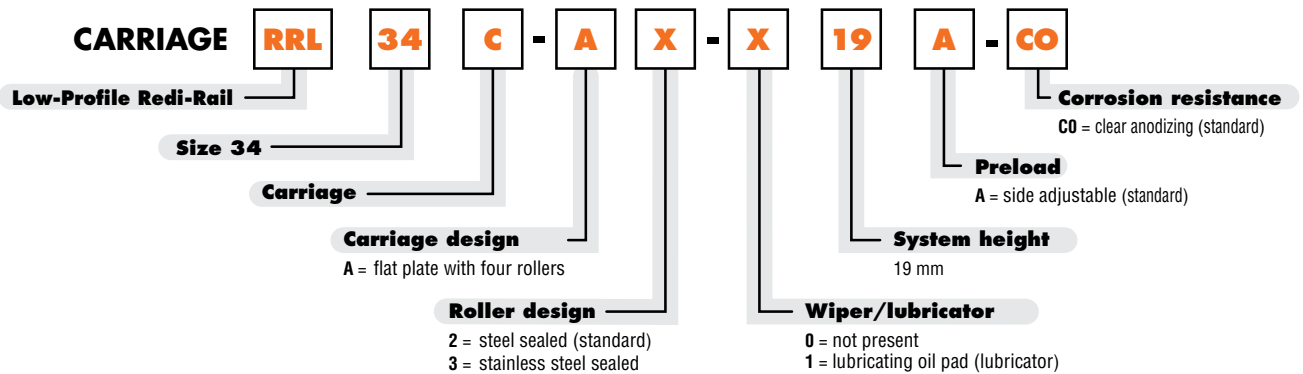 CARRIAGE RRL 34 C - A X - X 19 A - CO
Low-Profile Redi-Rail
Corrosion resistance
C0 = clear anodizing (standard)
Size 34
Preload
A = side adjustable (standard)
Carriage
Carriage design
A = flat plate with four rollers
System height
19 mm
Roller design
2 = steel sealed (standard)
3 = stainless steel sealed
Wiper/lubricator
0 = not present
1 = lubricating oil pad (lubricator)